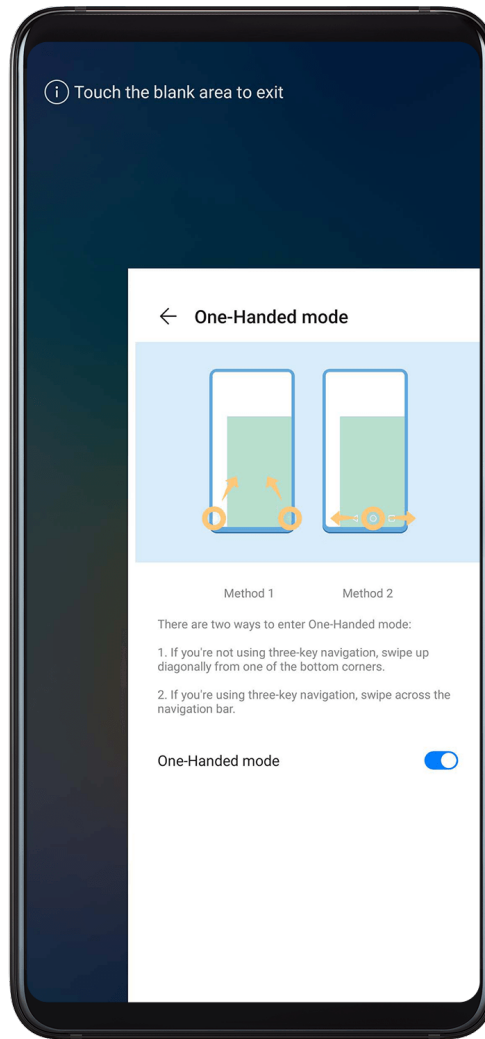 Touch the blank area to exit
One-Handed mode
Method 1
Method 2
There are two ways to enter One-Handed mode:
1. If you're not using three-key navigation, swipe up
diagonally from one of the bottom corners.
2. If you're using three-key navigation, swipe across the
navigation bar.
One-Handed mode